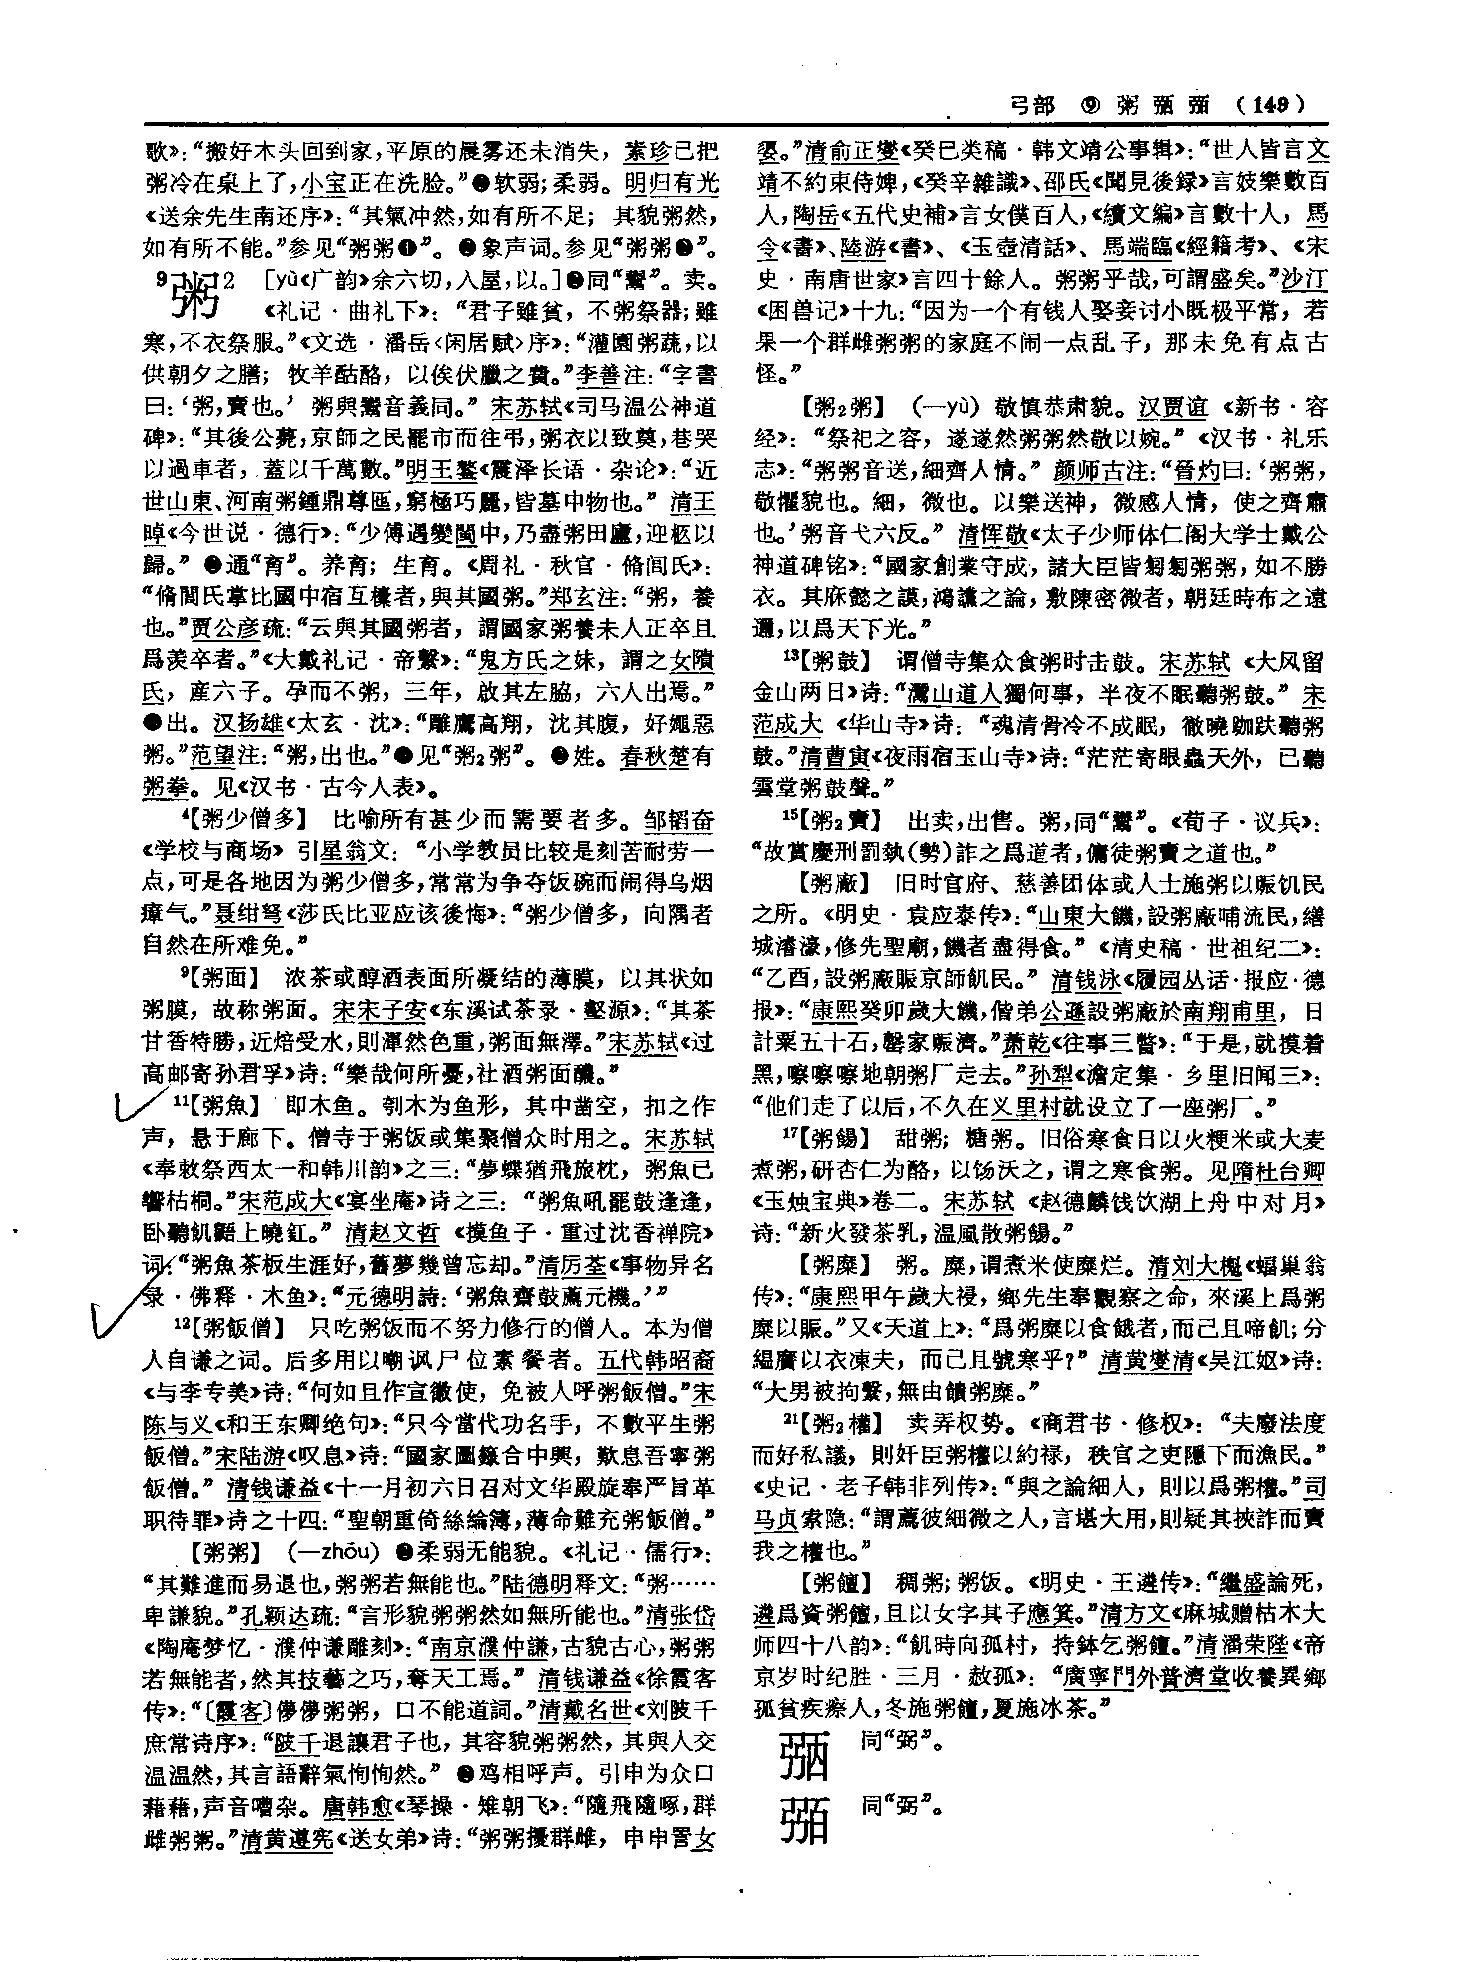 弓部 ⑨ 粥 𢐀 弻 （149）
歌》：“搬好木头回到家，平原的晨雾还未消失，素珍已把
粥冷在桌上了，小宝正在洗脸。”●软弱；柔弱。明归有光
《送余先生南还序》：“其氣冲然，如有所不足；其貌粥然，
如有所不能。”参见“粥粥❶”。●象声词。参见“粥粥❷”。
9粥2 ［yù《广韵》余六切，入屋，以。］❶同“鬻”。卖。
《礼记·曲礼下》：“君子雖貧，不粥祭器；雖
寒，不衣祭服。”《文选·潘岳〈闲居赋〉序》：“灌園粥蔬，以
供朝夕之膳；牧羊酤酪，以俟伏臘之費。”李善注：“字書
曰：‘粥，賣也。’粥與鬻音義同。”宋苏轼《司马温公神道
碑》：“其後公薨，京師之民罷市而往弔，粥衣以致奠，巷哭
以過車者，蓋以千萬數。”明王鏊《震泽长语·杂论》：“近
世山東、河南粥鍾鼎尊匜，窮極巧麗，皆墓中物也。”清王
晫《今世说·德行》：“少傅遇變閩中，乃盡粥田廬，迎柩以
歸。”❷通“育”。养育；生育。《周礼·秋官·脩闾氏》：
“脩閭氏掌比國中宿互㯓者，與其國粥。”郑玄注：“粥，養
也。”贾公彦疏：“云與其國粥者，謂國家粥養未入正卒且
爲羨卒者。”《大戴礼记·帝繫》：“鬼方氏之妹，謂之女隤
氏，産六子。孕而不粥，三年，啟其左脇，六人出焉。”
❸出。汉扬雄《太玄·沈》：“雕鷹高翔，沈其腹，好㛱惡
粥。”范望注：“粥，出也。”❹见“粥₂粥”。❺姓。春秋楚有
粥拳。见《汉书·古今人表》。
⁴【粥少僧多】 比喻所有甚少而需要者多。邹韬奋
《学校与商场》引星翁文：“小学教员比较是刻苦耐劳一
点，可是各地因为粥少僧多，常常为争夺饭碗而闹得乌烟
瘴气。”聂绀弩《莎氏比亚应该後悔》：“粥少僧多，向隅者
自然在所难免。”
⁹【粥面】 浓茶或醇酒表面所凝结的薄膜，以其状如
粥膜，故称粥面。宋宋子安《东溪试茶录·壑源》：“其茶
甘香特勝，近焙受水，則渾然色重，粥面無澤。”宋苏轼《过
高邮寄孙君孚》诗：“樂哉何所憂，社酒粥面醲。”
¹¹【粥魚】 即木鱼。刳木为鱼形，其中凿空，扣之作
声，悬于廊下。僧寺于粥饭或集聚僧众时用之。宋苏轼
《奉敕祭西太一和韩川韵》之三：“夢蝶猶飛旅枕，粥魚已
響枯桐。”宋范成大《宴坐庵》诗之三：“粥魚吼罷鼓逢逢，
卧聽飢鼯上曉釭。”清赵文哲《摸鱼子·重过沈香禅院》
词：“粥魚茶板生涯好，舊夢幾曾忘却。”清厉荃《事物异名
录·佛释·木鱼》：“元德明詩：‘粥魚齋鼓薦元機。’”
¹²【粥飯僧】 只吃粥饭而不努力修行的僧人。本为僧
人自谦之词。后多用以嘲讽尸位素餐者。五代韩昭裔
《与李专美》诗：“何如且作宣徽使，免被人呼粥飯僧。”宋
陈与义《和王东卿绝句》：“只今當代功名手，不數平生粥
飯僧。”宋陆游《叹息》诗：“國家圖籙合中興，歎息吾寧粥
飯僧。”清钱谦益《十一月初六日召对文华殿旋奉严旨革
职待罪》诗之十四：“聖朝重倚絲綸簿，薄命難充粥飯僧。”
【粥粥】 （—zhōu）❶柔弱无能貌。《礼记·儒行》：
“其難進而易退也，粥粥若無能也。”陆德明释文：“粥……
卑謙貌。”孔颖达疏：“言形貌粥粥然如無所能也。”清张岱
《陶庵梦忆·濮仲谦雕刻》：“南京濮仲謙，古貌古心，粥粥
若無能者，然其技藝之巧，奪天工焉。”清钱谦益《徐霞客
传》：“〔霞客〕儚儚粥粥，口不能道詞。”清戴名世《刘陂千
庶常诗序》：“陂千退讓君子也，其容貌粥粥然，其與人交
温温然，其言語辭氣恂恂然。”❷鸡相呼声。引申为众口
藉藉，声音嘈杂。唐韩愈《琴操·雉朝飞》：“隨飛隨啄，群
雌粥粥。”清黄遵宪《送女弟》诗：“粥粥擾群雌，申申詈女
嬃。”清俞正燮《癸巳类稿·韩文靖公事辑》：“世人皆言文
靖不約束侍婢，《癸辛雜識》、邵氏《聞見後録》言妓樂數百
人，陶岳《五代史補》言女僕百人，《續文編》言數十人，馬
令《書》、陸游《書》、《玉壺清話》、馬端臨《經籍考》、《宋
史·南唐世家》言四十餘人。粥粥乎哉，可謂盛矣。”沙汀
《困兽记》十九：“因为一个有钱人娶妾讨小既极平常，若
果一个群雌粥粥的家庭不闹一点乱子，那未免有点古
怪。”
【粥₂粥】 （—yù）敬慎恭肃貌。汉贾谊《新书·容
经》：“祭祀之容，遂遂然粥粥然敬以婉。”《汉书·礼乐
志》：“粥粥音送，細齊人情。”颜师古注：“晉灼曰：‘粥粥，
敬懼貌也。細，微也。以樂送神，微感人情，使之齊肅
也。’粥音弋六反。”清恽敬《太子少师体仁阁大学士戴公
神道碑铭》：“國家創業守成，諸大臣皆匑匑粥粥，如不勝
衣。其庥懿之謨，鴻讜之論，敷陳密微者，朝廷時布之遠
邇，以爲天下光。”
¹³【粥鼓】 谓僧寺集众食粥时击鼓。宋苏轼《大风留
金山两日》诗：“灊山道人獨何事，半夜不眠聽粥鼓。”宋
范成大《华山寺》诗：“魂清骨冷不成眠，徹曉跏趺聽粥
鼓。”清曹寅《夜雨宿玉山寺》诗：“茫茫寄眼蟲天外，已聽
雲堂粥鼓聲。”
¹⁵【粥₂賣】 出卖，出售。粥，同“鬻”。《荀子·议兵》：
“故賞慶刑罰埶（勢）詐之爲道者，傭徒粥賣之道也。”
【粥廠】 旧时官府、慈善团体或人士施粥以赈饥民
之所。《明史·袁应泰传》：“山東大饑，設粥廠哺流民，繕
城濬濠，修先聖廟，饑者盡得食。”《清史稿·世祖纪二》：
“乙酉，設粥廠賑京師飢民。”清钱泳《履园丛话·报应·德
报》：“康熙癸卯歲大饑，偕弟公遜設粥廠於南翔甫里，日
計粟五十石，罄家賑濟。”萧乾《往事三瞥》：“于是，就摸着
黑，嚓嚓嚓地朝粥厂走去。”孙犁《澹定集·乡里旧闻三》：
“他们走了以后，不久在义里村就设立了一座粥厂。”
¹⁷【粥餳】 甜粥；糖粥。旧俗寒食日以火粳米或大麦
煮粥，研杏仁为酪，以饧沃之，谓之寒食粥。见隋杜台卿
《玉烛宝典》卷二。宋苏轼《赵德麟饯饮湖上舟中对月》
诗：“新火發茶乳，温風散粥餳。”
【粥糜】 粥。糜，谓煮米使糜烂。清刘大櫆《蝠巢翁
传》：“康熙甲午歲大祲，鄉先生奉觀察之命，來溪上爲粥
糜以賑。”又《天道上》：“爲粥糜以食餓者，而己且啼飢；分
緼黂以衣凍夫，而己且號寒乎？”清黄燮清《吴江妪》诗：
“大男被拘繫，無由饋粥糜。”
²¹【粥₂權】 卖弄权势。《商君书·修权》：“夫廢法度
而好私議，則奸臣粥權以約禄，秩官之吏隱下而漁民。”
《史记·老子韩非列传》：“與之論細人，則以爲粥權。”司
马贞索隐：“謂薦彼細微之人，言堪大用，則疑其挾詐而賣
我之權也。”
【粥饘】 稠粥；粥饭。《明史·王遴传》：“繼盛論死，
遴爲資粥饘，且以女字其子應箕。”清方文《麻城赠枯木大
师四十八韵》：“飢時向孤村，持鉢乞粥饘。”清潘荣陛《帝
京岁时纪胜·三月·赦孤》：“廣寧門外普濟堂收養異鄉
孤貧疾瘵人，冬施粥饘，夏施冰茶。”
同“弼”。
弻 同“弼”。